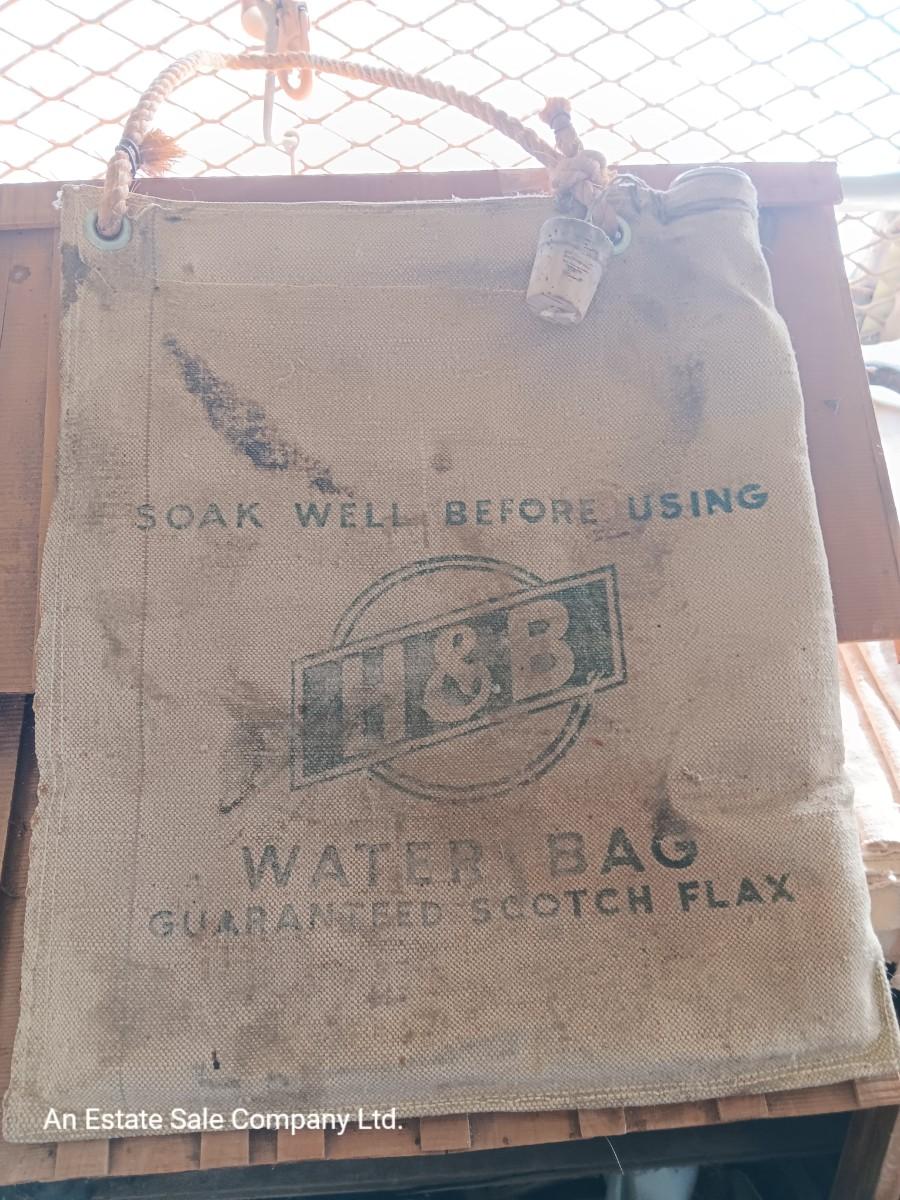 SOAK WELL BEFORE USING
H&B
WATER BAG
GUARANTEED SCOTCH FLAX
An Estate Sale Company Ltd.